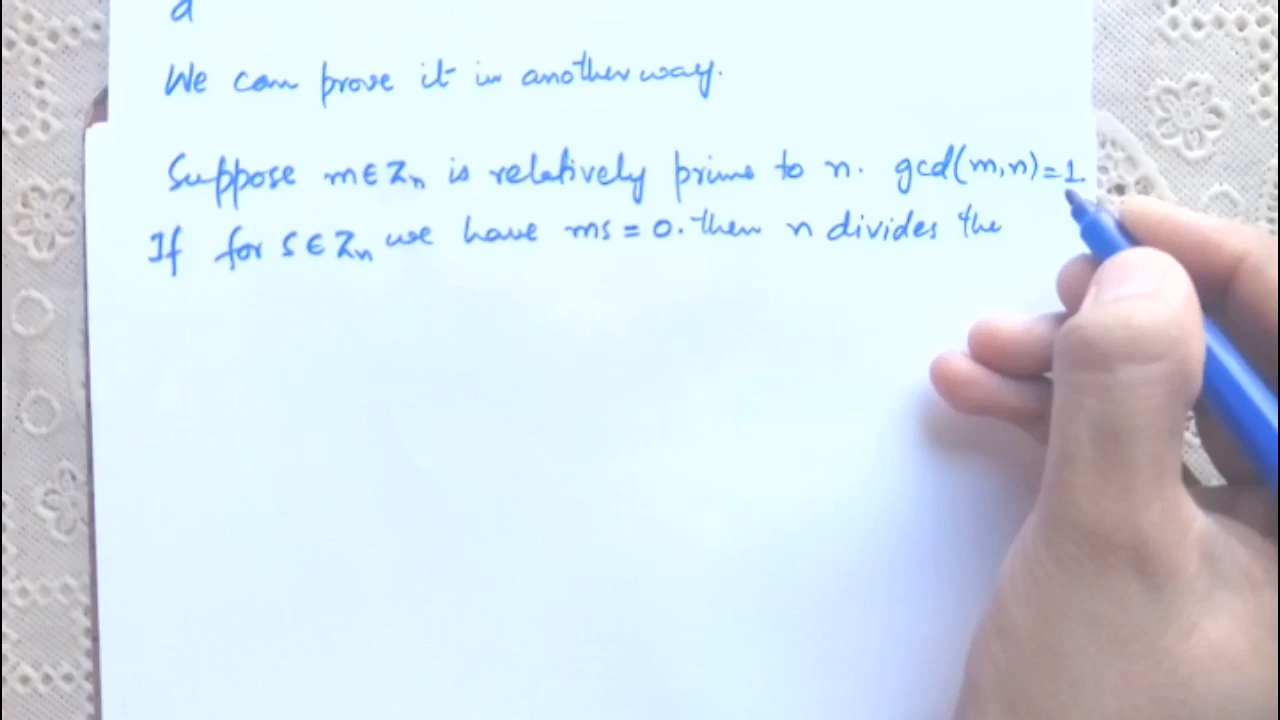 d
We can prove it in another way.
Suppose m ∈ Zn is relatively prime to n. gcd(m,n)=1
If for s ∈ Zn we have ms = 0. then n divides the